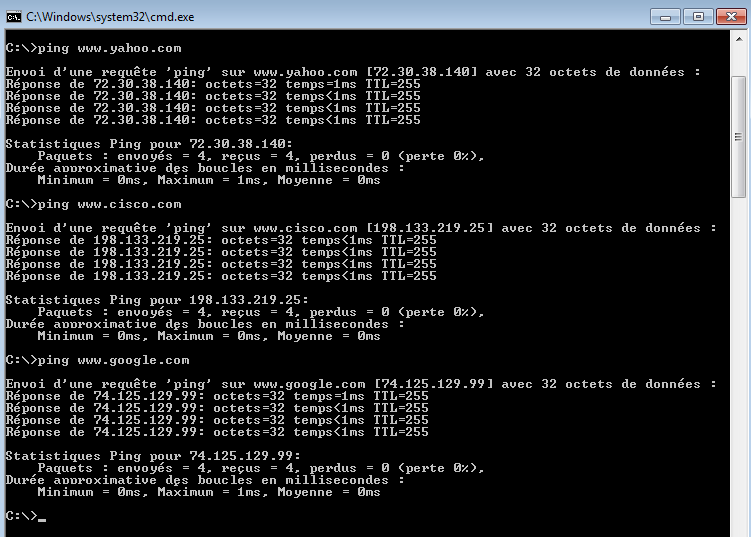 C:\Windows\system32\cmd.exe
C:\>ping www.yahoo.com
Envoi d'une requête 'ping' sur www.yahoo.com [72.30.38.140] avec 32 octets de données :
Réponse de 72.30.38.140: octets=32 temps=1ms TTL=255
Réponse de 72.30.38.140: octets=32 temps<1ms TTL=255
Réponse de 72.30.38.140: octets=32 temps<1ms TTL=255
Réponse de 72.30.38.140: octets=32 temps<1ms TTL=255
Statistiques Ping pour 72.30.38.140:
Paquets : envoyés = 4, reçus = 4, perdus = 0 (perte 0%),
Durée approximative des boucles en millisecondes :
Minimum = 0ms, Maximum = 1ms, Moyenne = 0ms
C:\>ping www.cisco.com
Envoi d'une requête 'ping' sur www.cisco.com [198.133.219.25] avec 32 octets de données :
Réponse de 198.133.219.25: octets=32 temps<1ms TTL=255
Réponse de 198.133.219.25: octets=32 temps<1ms TTL=255
Réponse de 198.133.219.25: octets=32 temps<1ms TTL=255
Réponse de 198.133.219.25: octets=32 temps<1ms TTL=255
Statistiques Ping pour 198.133.219.25:
Paquets : envoyés = 4, reçus = 4, perdus = 0 (perte 0%),
Durée approximative des boucles en millisecondes :
Minimum = 0ms, Maximum = 0ms, Moyenne = 0ms
C:\>ping www.google.com
Envoi d'une requête 'ping' sur www.google.com [74.125.129.99] avec 32 octets de données :
Réponse de 74.125.129.99: octets=32 temps=1ms TTL=255
Réponse de 74.125.129.99: octets=32 temps<1ms TTL=255
Réponse de 74.125.129.99: octets=32 temps<1ms TTL=255
Réponse de 74.125.129.99: octets=32 temps<1ms TTL=255
Statistiques Ping pour 74.125.129.99:
Paquets : envoyés = 4, reçus = 4, perdus = 0 (perte 0%),
Durée approximative des boucles en millisecondes :
Minimum = 0ms, Maximum = 1ms, Moyenne = 0ms
C:\>_